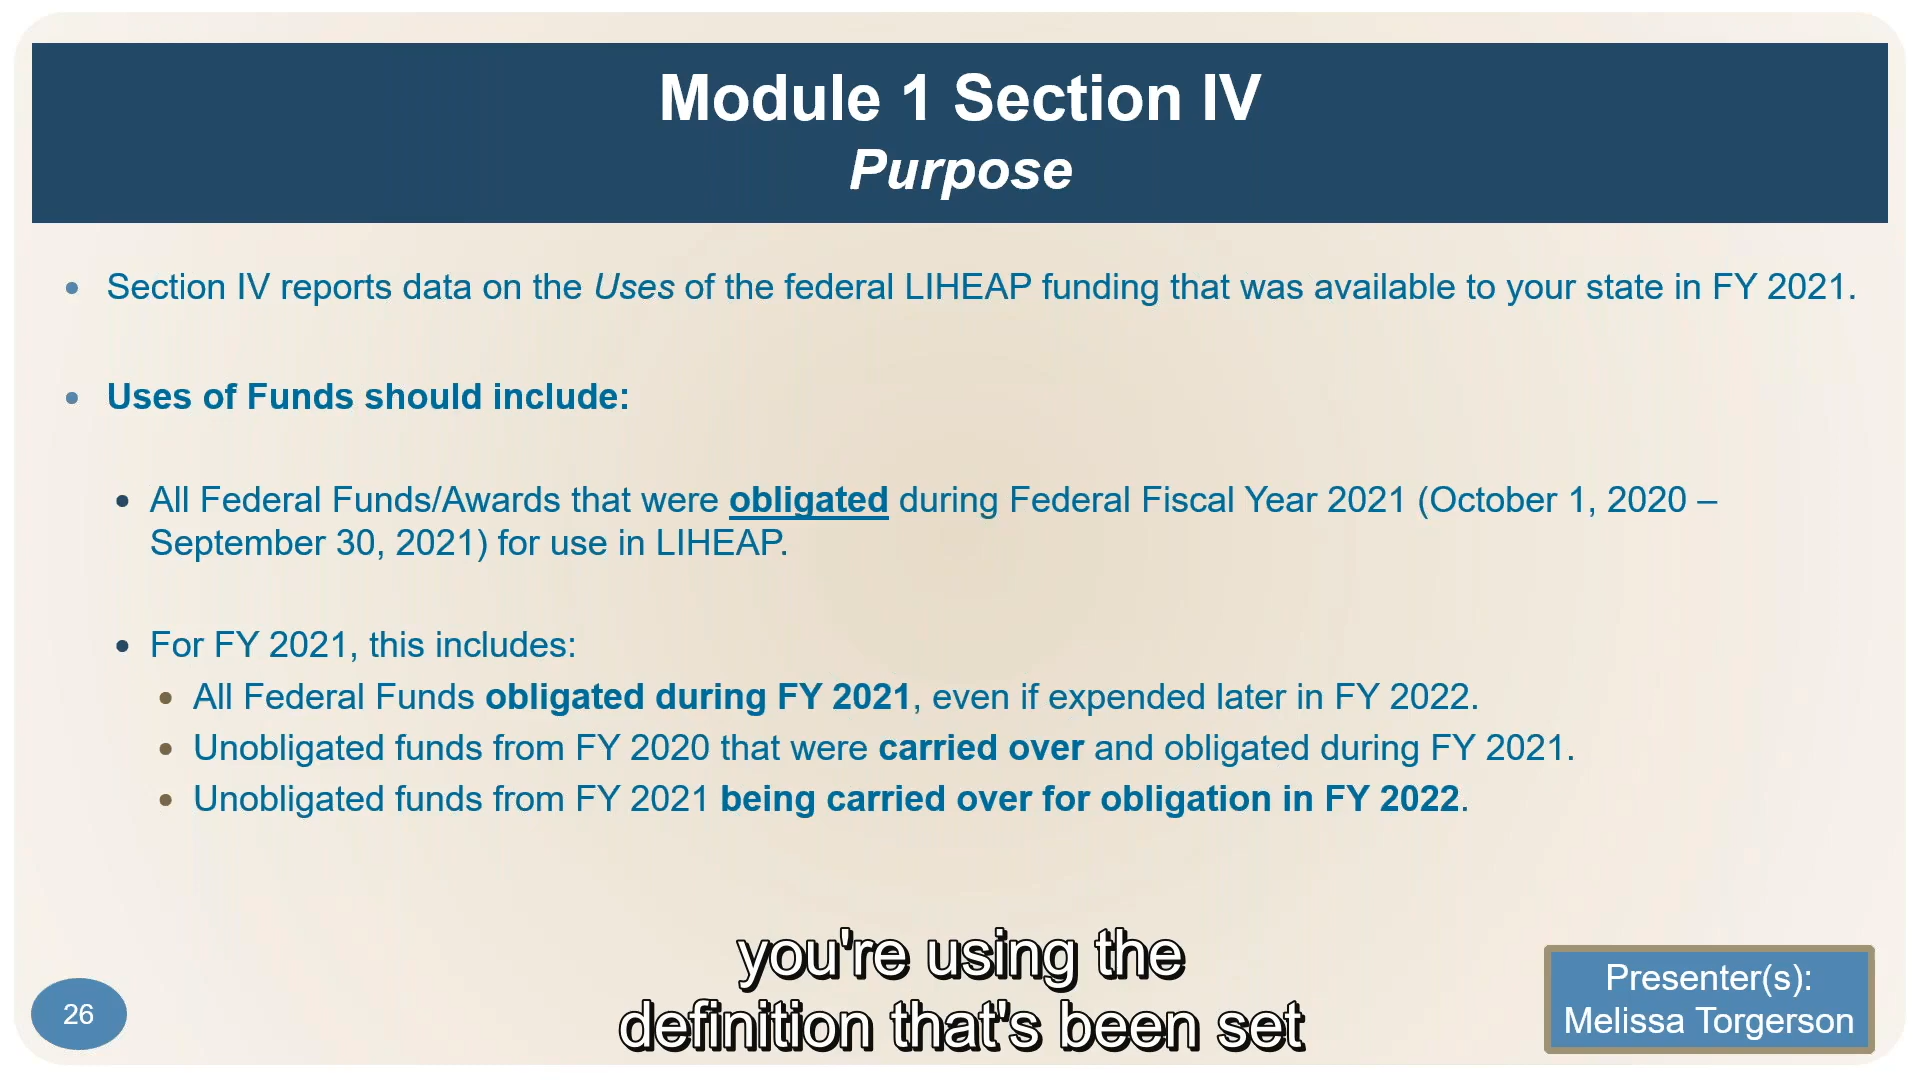 Module 1 Section IV
Purpose
• Section IV reports data on the Uses of the federal LIHEAP funding that was available to your state in FY 2021.
• Uses of Funds should include:
• All Federal Funds/Awards that were obligated during Federal Fiscal Year 2021 (October 1, 2020 –
September 30, 2021) for use in LIHEAP.
• For FY 2021, this includes:
• All Federal Funds obligated during FY 2021, even if expended later in FY 2022.
• Unobligated funds from FY 2020 that were carried over and obligated during FY 2021.
• Unobligated funds from FY 2021 being carried over for obligation in FY 2022.
you're using the
definition that's been set
26
Presenter(s):
Melissa Torgerson